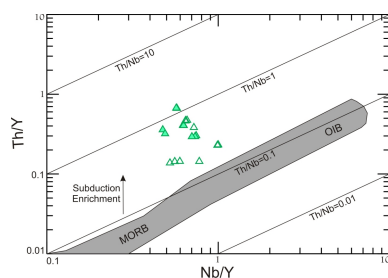 10
Th/Nb=10
Th/Nb=1
Th/Y
1
OIB
Th/Nb=0.1
0.1
Subduction
Enrichment
Th/Nb=0.01
MORB
0.01
0.1
1
10
Nb/Y